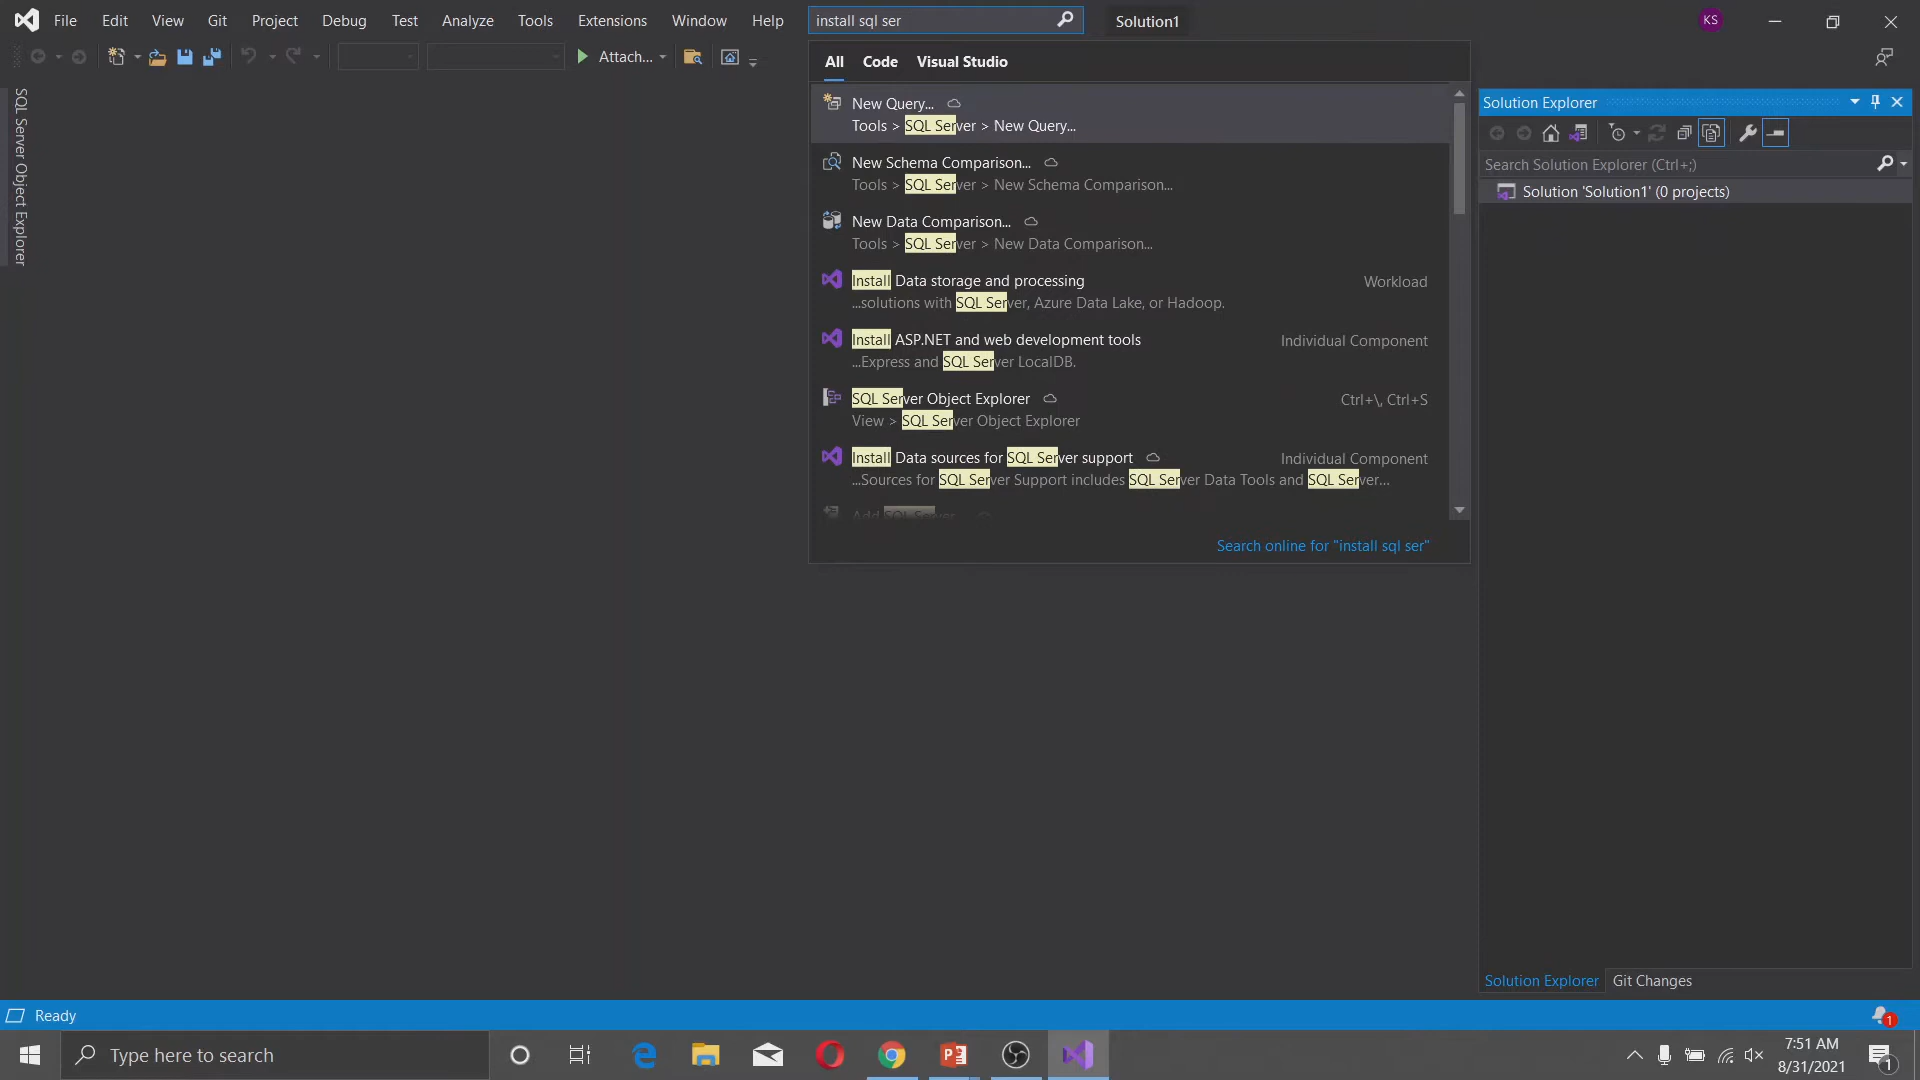 File Edit View Git Project Debug Test Analyze Tools Extensions Window Help install sql ser Solution1 KS
Attach...
SQL Server Object Explorer
All Code Visual Studio
New Query...
Tools > SQL Server > New Query...
New Schema Comparison...
Tools > SQL Server > New Schema Comparison...
New Data Comparison...
Tools > SQL Server > New Data Comparison...
Install Data storage and processing Workload
...solutions with SQL Server, Azure Data Lake, or Hadoop.
Install ASP.NET and web development tools Individual Component
...Express and SQL Server LocalDB.
SQL Server Object Explorer Ctrl+\, Ctrl+S
View > SQL Server Object Explorer
Install Data sources for SQL Server support Individual Component
...Sources for SQL Server Support includes SQL Server Data Tools and SQL Server...
Add SQL Server...
Search online for "install sql ser"
Solution Explorer
Search Solution Explorer (Ctrl+;)
Solution 'Solution1' (0 projects)
Solution Explorer Git Changes
Ready 1
Type here to search
7:51 AM
8/31/2021
1